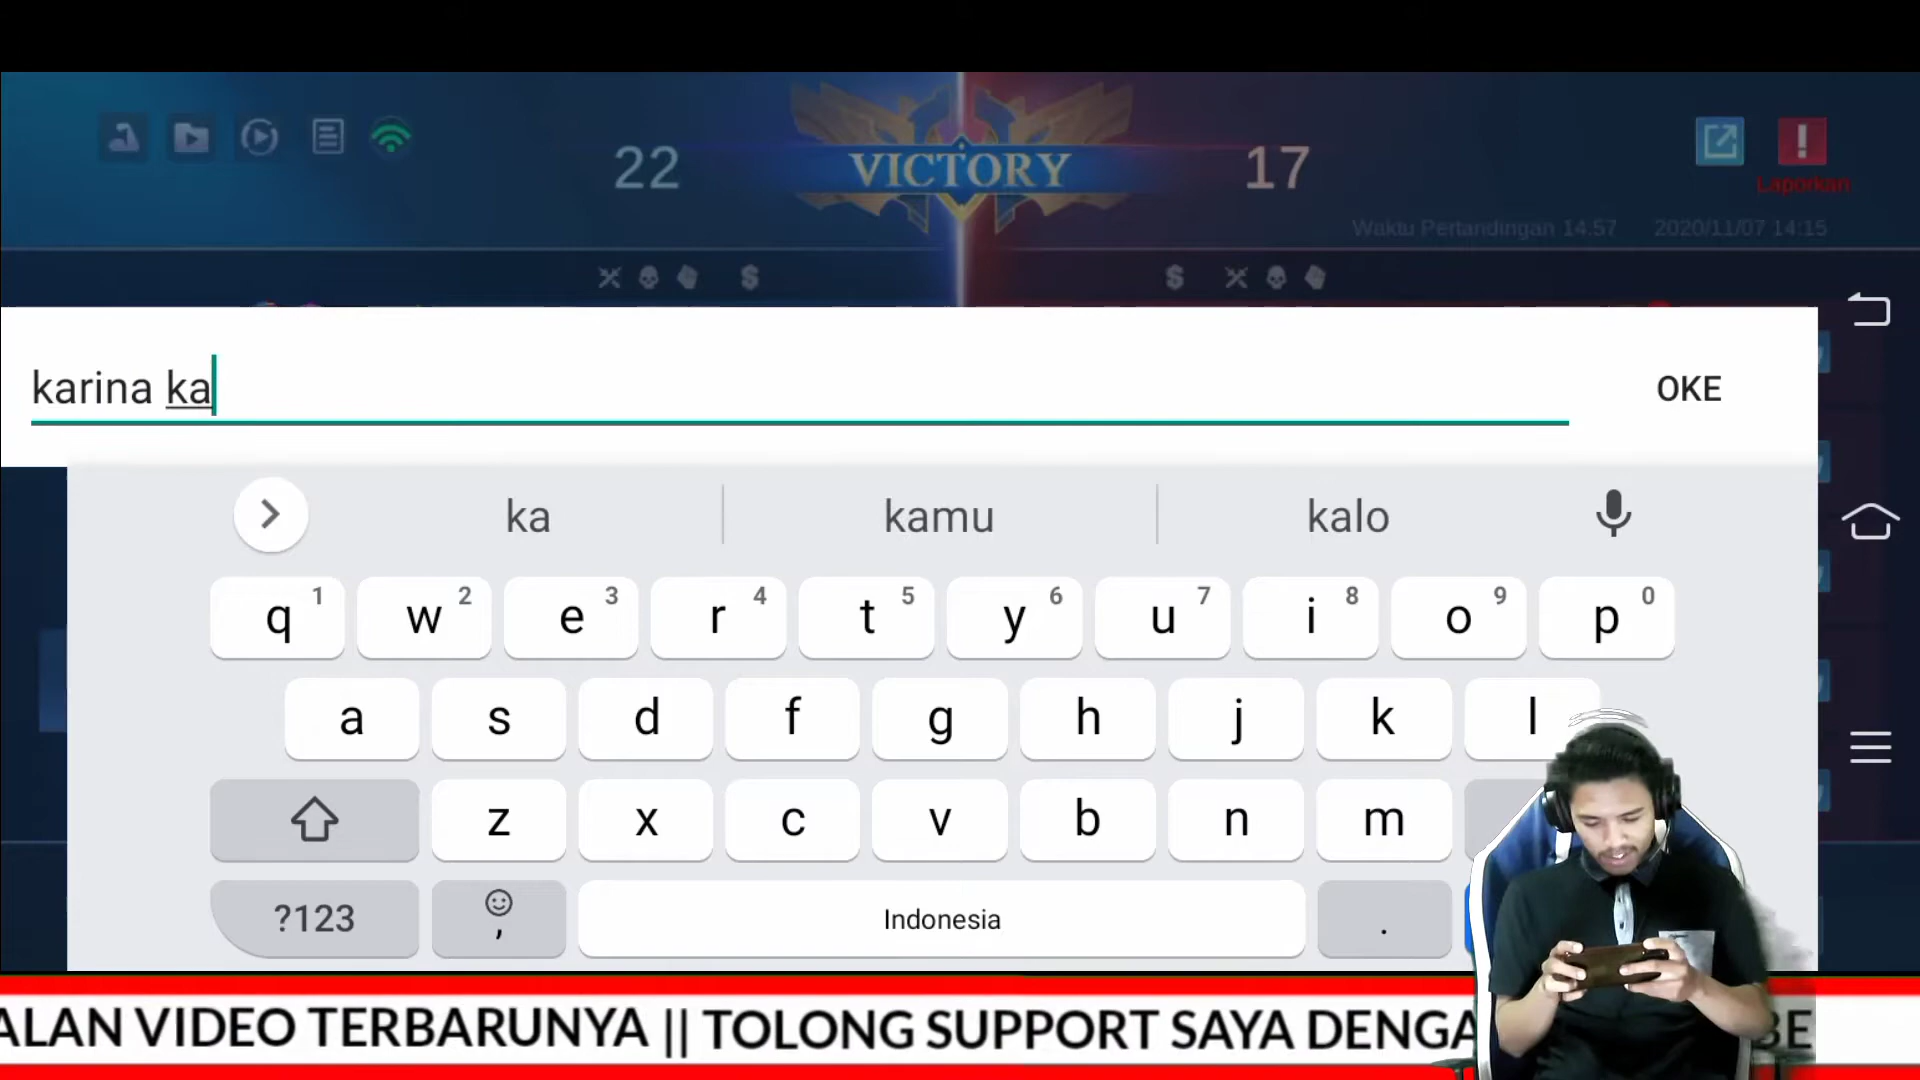 22 VICTORY 17
Laporkan
Waktu Pertandingan 14:57 2020/11/07 14:15
karina ka OKE
ka kamu kalo
q 1 w 2 e 3 r 4 t 5 y 6 u 7 i 8 o 9 p 0
a s d f g h j k l
z x c v b n m
?123 , Indonesia .
ALAN VIDEO TERBARUNYA || TOLONG SUPPORT SAYA DENGA BE